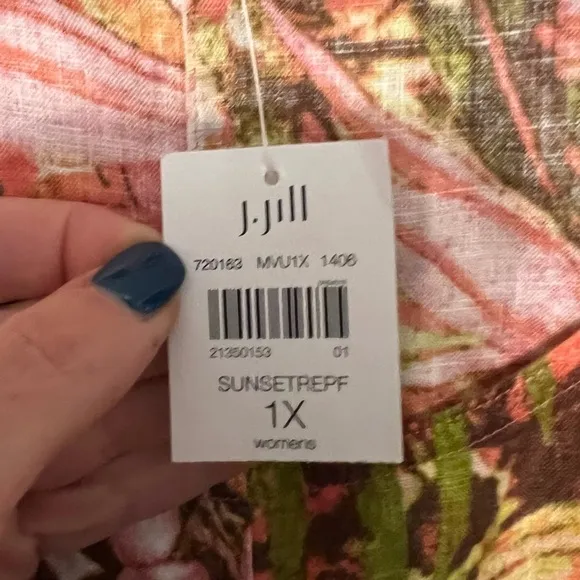 J.Jill
720163 MVU1X 1406
21350153 01
SUNSETREPF
1X
womens